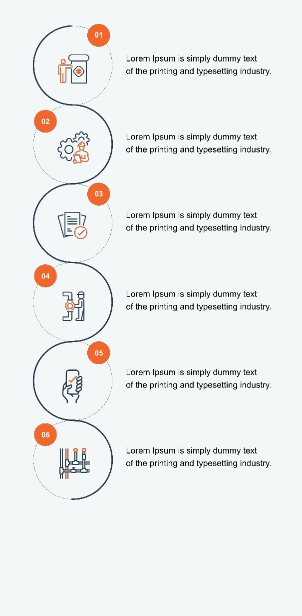 01
Lorem Ipsum is simply dummy text
of the printing and typesetting industry.
02
Lorem Ipsum is simply dummy text
of the printing and typesetting industry.
03
Lorem Ipsum is simply dummy text
of the printing and typesetting industry.
04
Lorem Ipsum is simply dummy text
of the printing and typesetting industry.
05
Lorem Ipsum is simply dummy text
of the printing and typesetting industry.
06
Lorem Ipsum is simply dummy text
of the printing and typesetting industry.